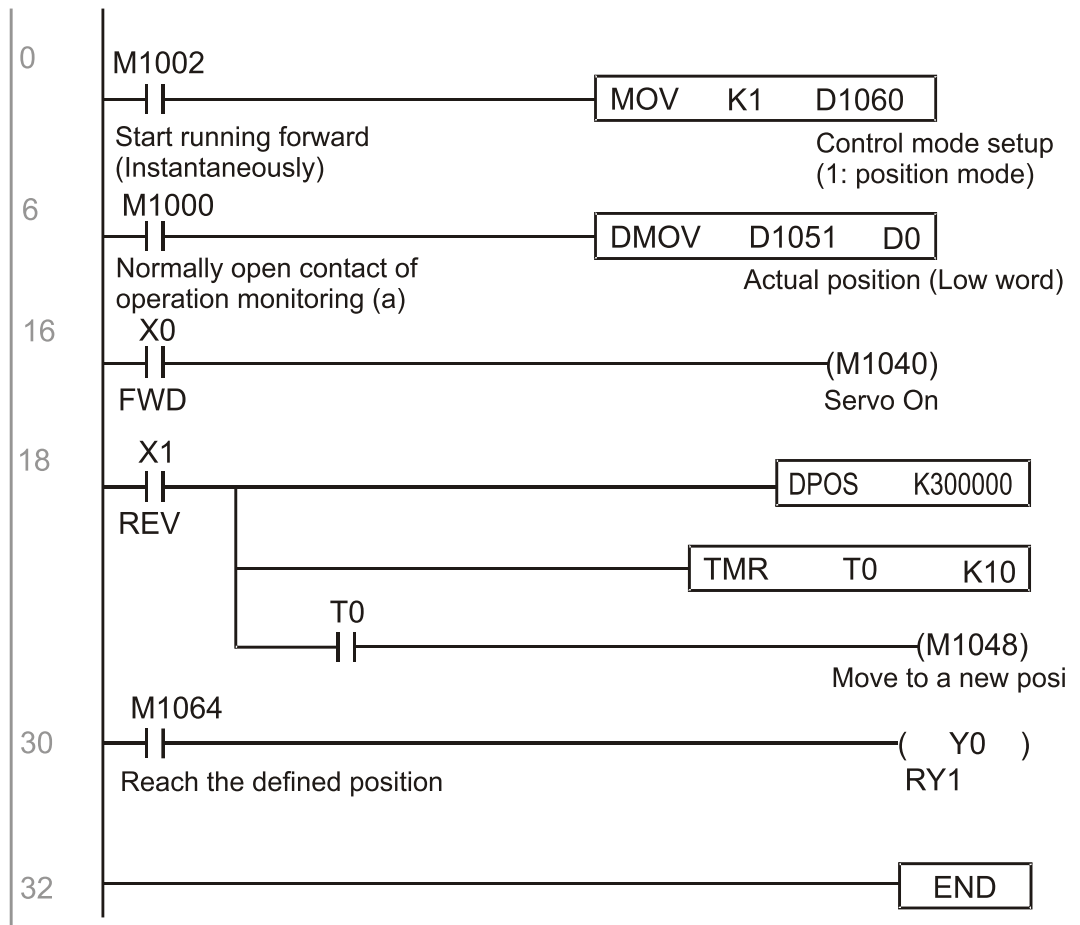 0
M1002
MOV K1 D1060
Start running forward
(Instantaneously)
Control mode setup
(1: position mode)
6
M1000
DMOV D1051 D0
Normally open contact of
operation monitoring (a)
Actual position (Low word)
16
X0
(M1040)
FWD
Servo On
18
X1
DPOS K300000
REV
TMR T0 K10
T0
(M1048)
Move to a new posi
M1064
30
( Y0 )
Reach the defined position
RY1
32
END